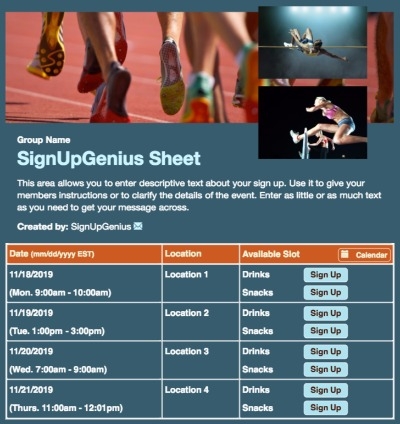 Group Name
SignUpGenius Sheet
This area allows you to enter descriptive text about your sign up. Use it to give your
members instructions or to clarify the details of the event. Enter as little or as much text
as you need to get your message across.
Created by: SignUpGenius
Date (mm/dd/yyyy EST) Location Available Slot Calendar
11/18/2019 Location 1 Drinks Sign Up
(Mon. 9:00am - 10:00am) Snacks Sign Up
11/19/2019 Location 2 Drinks Sign Up
(Tue. 1:00pm - 3:00pm) Snacks Sign Up
11/20/2019 Location 3 Drinks Sign Up
(Wed. 7:00am - 9:00am) Snacks Sign Up
11/21/2019 Location 4 Drinks Sign Up
(Thurs. 11:00am - 12:01pm) Snacks Sign Up